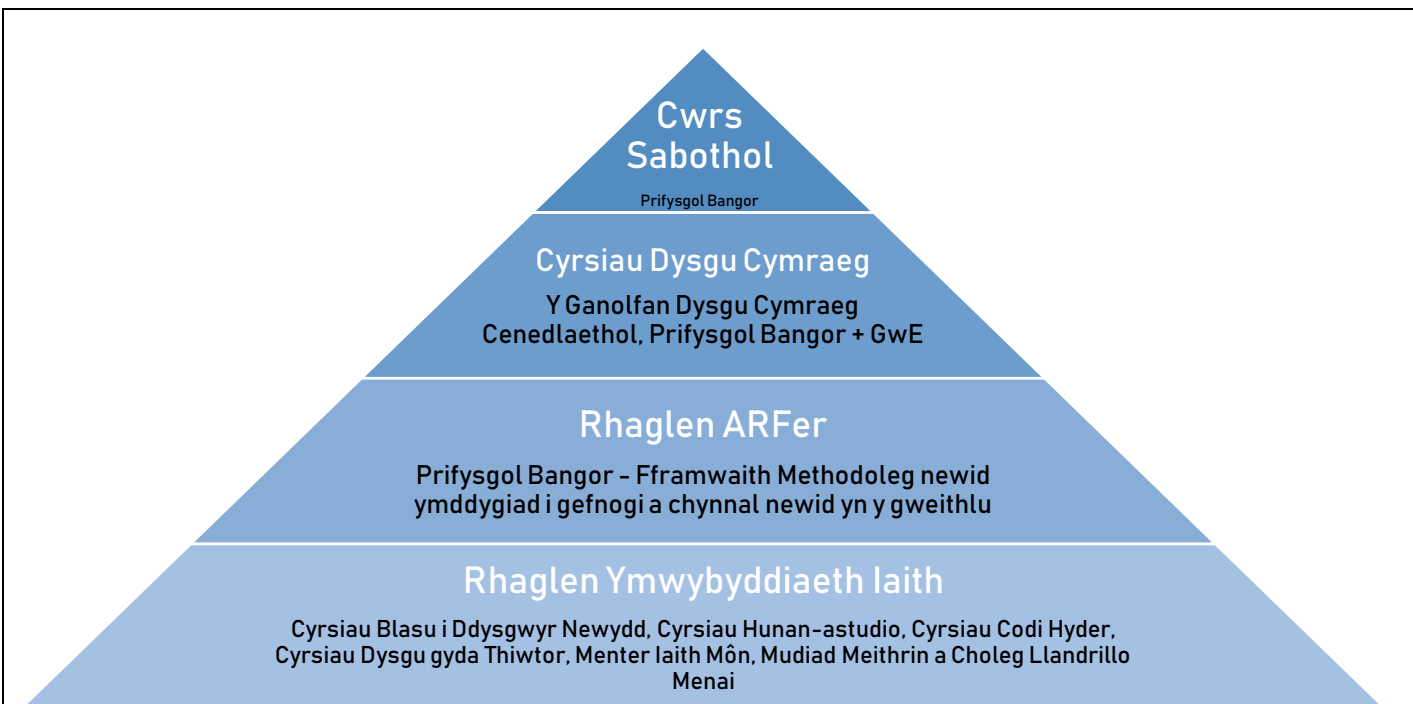 Cwrs
Sabothol
Prifysgol Bangor
Cyrsiau Dysgu Cymraeg
Y Ganolfan Dysgu Cymraeg
Cenedlaethol, Prifysgol Bangor + GwE
Rhaglen ARFer
Prifysgol Bangor - Fframwaith Methodoleg newid
ymddygiad i gefnogi a chynnal newid yn y gweithlu
Rhaglen Ymwybyddiaeth Iaith
Cyrsiau Blasu i Ddysgwyr Newydd, Cyrsiau Hunan-astudio, Cyrsiau Codi Hyder,
Cyrsiau Dysgu gyda Thiwtor, Menter Iaith Môn, Mudiad Meithrin a Choleg Llandrillo
Menai